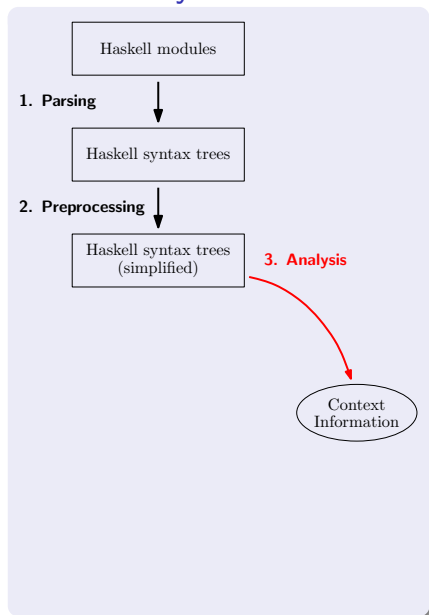 Haskell modules
1. Parsing
Haskell syntax trees
2. Preprocessing
Haskell syntax trees
(simplified)
3. Analysis
Context
Information